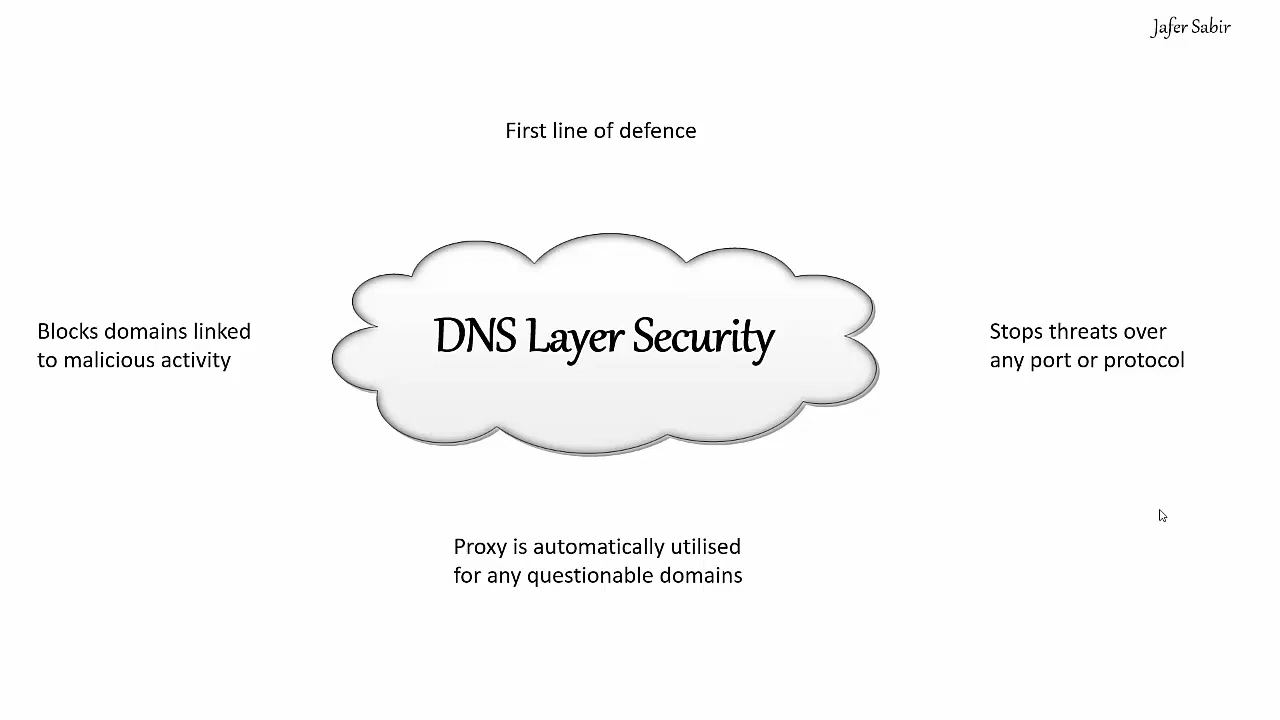 Jafer Sabir
First line of defence
DNS Layer Security
Blocks domains linked
to malicious activity
Stops threats over
any port or protocol
Proxy is automatically utilised
for any questionable domains